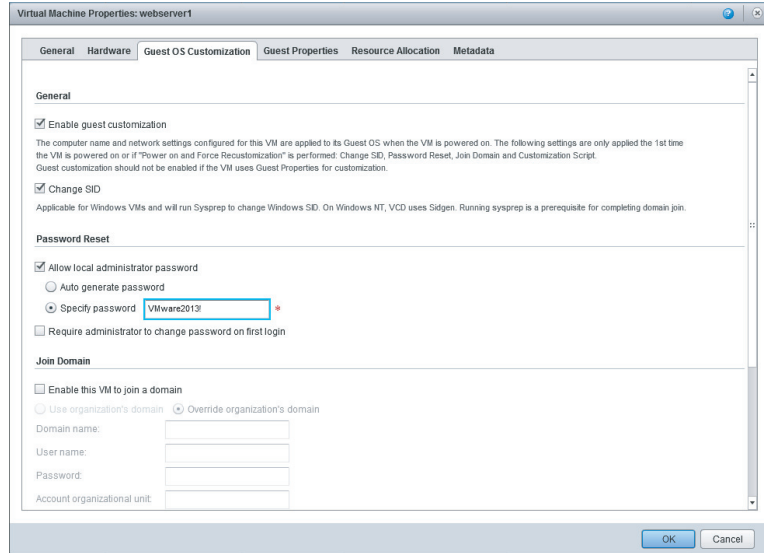 Virtual Machine Properties: webserver1
General Hardware Guest OS Customization Guest Properties Resource Allocation Metadata
General
Enable guest customization
The computer name and network settings configured for this VM are applied to its Guest OS when the VM is powered on. The following settings are only applied the 1st time
the VM is powered on or if "Power on and Force Recustomization" is performed: Change SID, Password Reset, Join Domain and Customization Script.
Guest customization should not be enabled if the VM uses Guest Properties for customization.
Change SID
Applicable for Windows VMs and will run Sysprep to change Windows SID. On Windows NT, VCD uses Sidgen. Running sysprep is a prerequisite for completing domain join.
Password Reset
Allow local administrator password
Auto generate password
Specify password VMware2013! *
Require administrator to change password on first login
Join Domain
Enable this VM to join a domain
Use organization's domain Override organization's domain
Domain name:
User name:
Password:
Account organizational unit:
OK Cancel